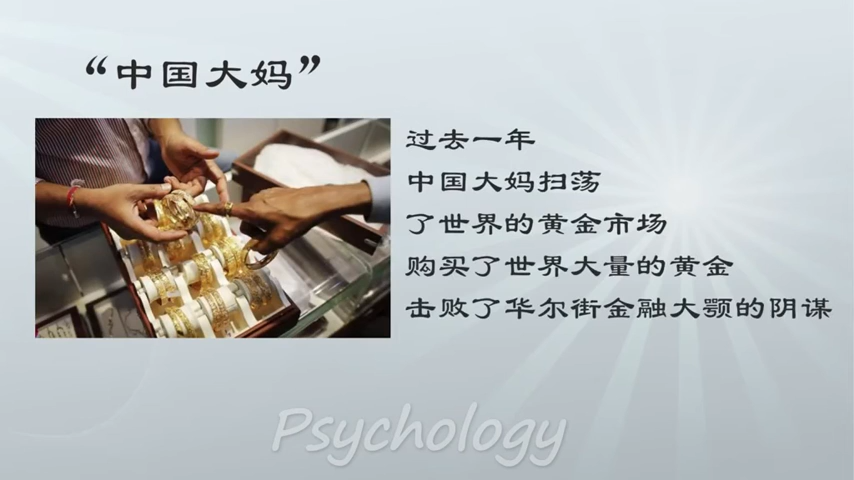 “中国大妈”
过去一年
中国大妈扫荡
了世界的黄金市场
购买了世界大量的黄金
击败了华尔街金融大颚的阴谋
Psychology